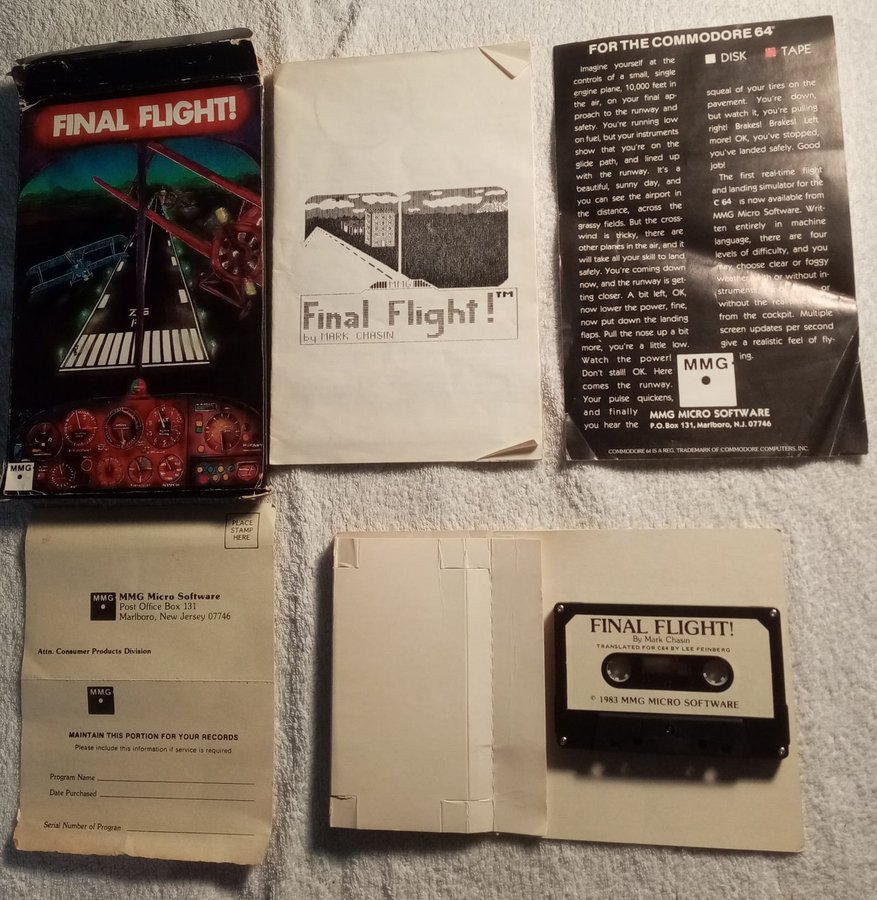 FINAL FLIGHT!
MMG
MMG
Final Flight!™
by MARK CHASIN
FOR THE COMMODORE 64®
DISK TAPE
Imagine yourself at the
controls of a small, single
engine plane, 10,000 feet in
the air, on your final ap-
proach to the runway and
safety. You're running low
on fuel, but your instruments
show that you're on the
glide path, and lined up
with the runway. It's a
beautiful, sunny day, and
you can see the airport in
the distance, across the
grassy fields. But the cross-
wind is tricky, there are
other planes in the air, and it
will take all your skill to land
safely. You're coming down
now, and the runway is get-
ting closer. A bit left, OK,
now lower the power, fine,
now put down the landing
flaps. Pull the nose up a bit
more, you're a little low.
Watch the power!
Don't stall! OK. Here
comes the runway.
Your pulse quickens,
and finally
you hear the
squeal of your tires on the
pavement. You're down,
but watch it, you're pulling
right! Brakes! Brakes! Left
more! OK, you've stopped,
you've landed safely. Good
job!
The first real-time flight
and landing simulator for the
C 64 is now available from
MMG Micro Software. Writ-
ten entirely in machine
language, there are four
levels of difficulty, and you
may choose clear or foggy
weather with or without in-
or
without the
from the cockpit. Multiple
screen updates per second
give a realistic feel of fly-
ing.
MMG
MMG MICRO SOFTWARE
P.O. Box 131, Marlboro, N.J. 07746
COMMODORE 64 IS A REG. TRADEMARK OF COMMODORE COMPUTERS, INC.
PLACE
STAMP
HERE
MMG
MMG Micro Software
Post Office Box 131
Marlboro, New Jersey 07746
Attn. Consumer Products Division
MMG
MAINTAIN THIS PORTION FOR YOUR RECORDS
Please include this information if service is required
Program Name
Date Purchased
Serial Number of Program
FINAL FLIGHT!
By Mark Chasin
TRANSLATED FOR C64 BY LEE FEINBERG
© 1983 MMG MICRO SOFTWARE